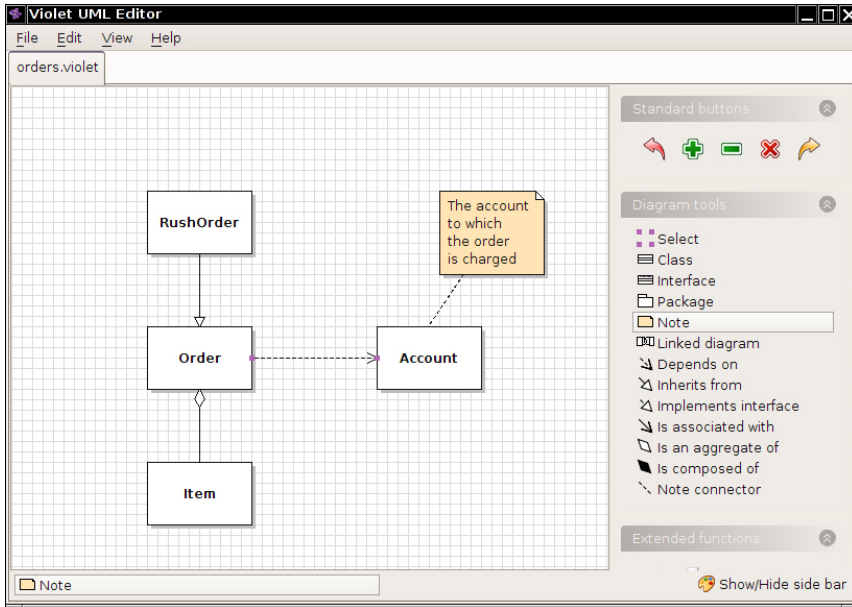 Violet UML Editor
File Edit View Help
orders.violet
Standard buttons
Diagram tools
Select
Class
Interface
Package
Note
Linked diagram
Depends on
Inherits from
Implements interface
Is associated with
Is an aggregate of
Is composed of
Note connector
Extended functions
RushOrder
The account
to which
the order
is charged
Order
Account
Item
Note
Show/Hide side bar